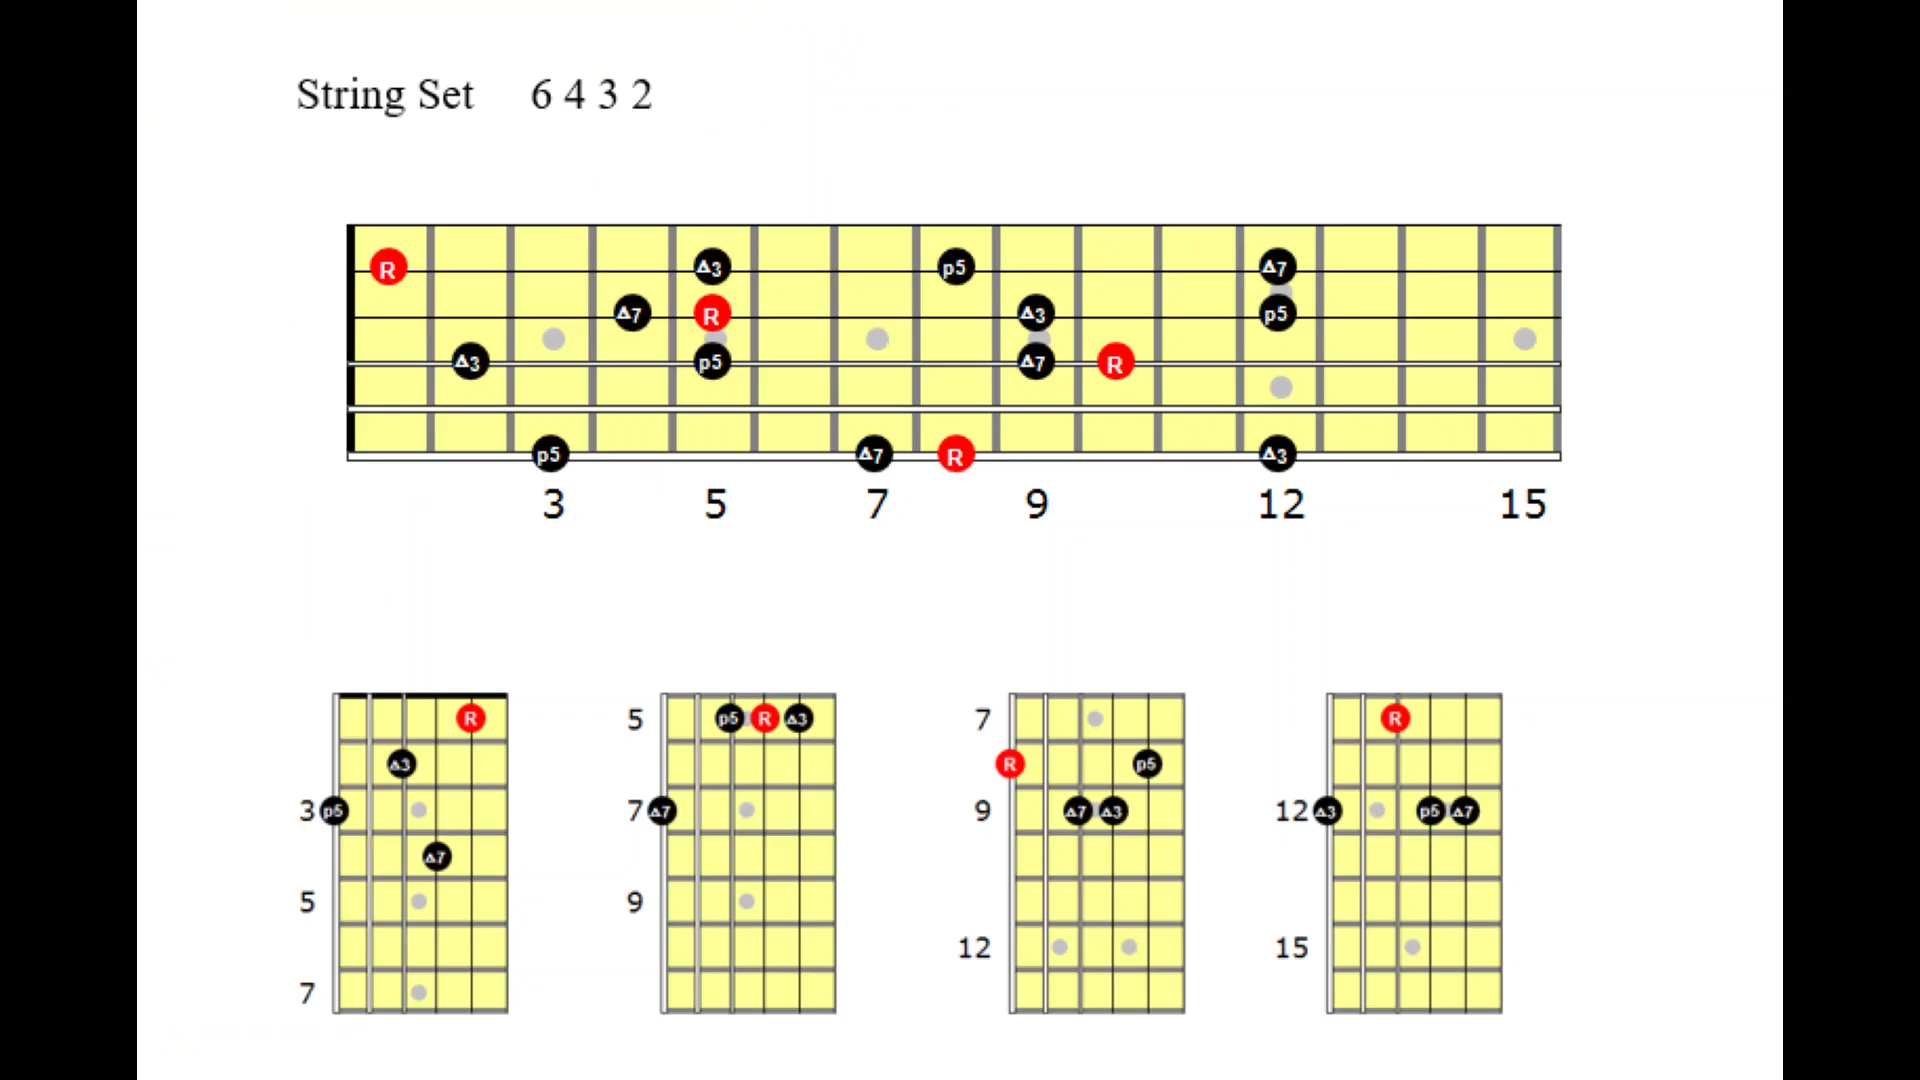 String Set 6 4 3 2
R Δ3 p5 Δ7
Δ7 R Δ3 p5
Δ3 p5 Δ7 R
p5 Δ7 R Δ3
3 5 7 9 12 15
R
Δ3
3 p5
Δ7
5
7
5 p5 R Δ3
7 Δ7
9
7
R p5
9 Δ7 Δ3
12
R
12 Δ3 p5 Δ7
15